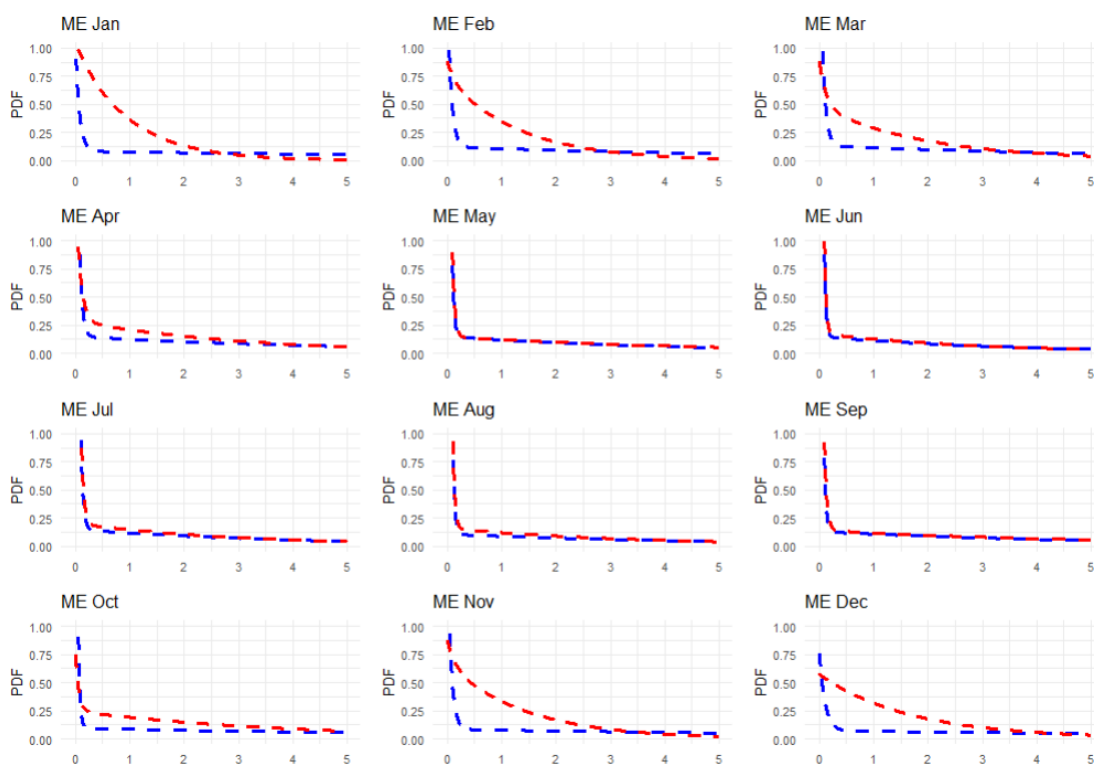 ME Jan
ME Feb
ME Mar
1.00
0.75
0.50
0.25
0.00
PDF
0 1 2 3 4 5
1.00
0.75
0.50
0.25
0.00
PDF
0 1 2 3 4 5
1.00
0.75
0.50
0.25
0.00
PDF
0 1 2 3 4 5
ME Apr
ME May
ME Jun
1.00
0.75
0.50
0.25
0.00
PDF
0 1 2 3 4 5
1.00
0.75
0.50
0.25
0.00
PDF
0 1 2 3 4 5
1.00
0.75
0.50
0.25
0.00
PDF
0 1 2 3 4 5
ME Jul
ME Aug
ME Sep
1.00
0.75
0.50
0.25
0.00
PDF
0 1 2 3 4 5
1.00
0.75
0.50
0.25
0.00
PDF
0 1 2 3 4 5
1.00
0.75
0.50
0.25
0.00
PDF
0 1 2 3 4 5
ME Oct
ME Nov
ME Dec
1.00
0.75
0.50
0.25
0.00
PDF
0 1 2 3 4 5
1.00
0.75
0.50
0.25
0.00
PDF
0 1 2 3 4 5
1.00
0.75
0.50
0.25
0.00
PDF
0 1 2 3 4 5